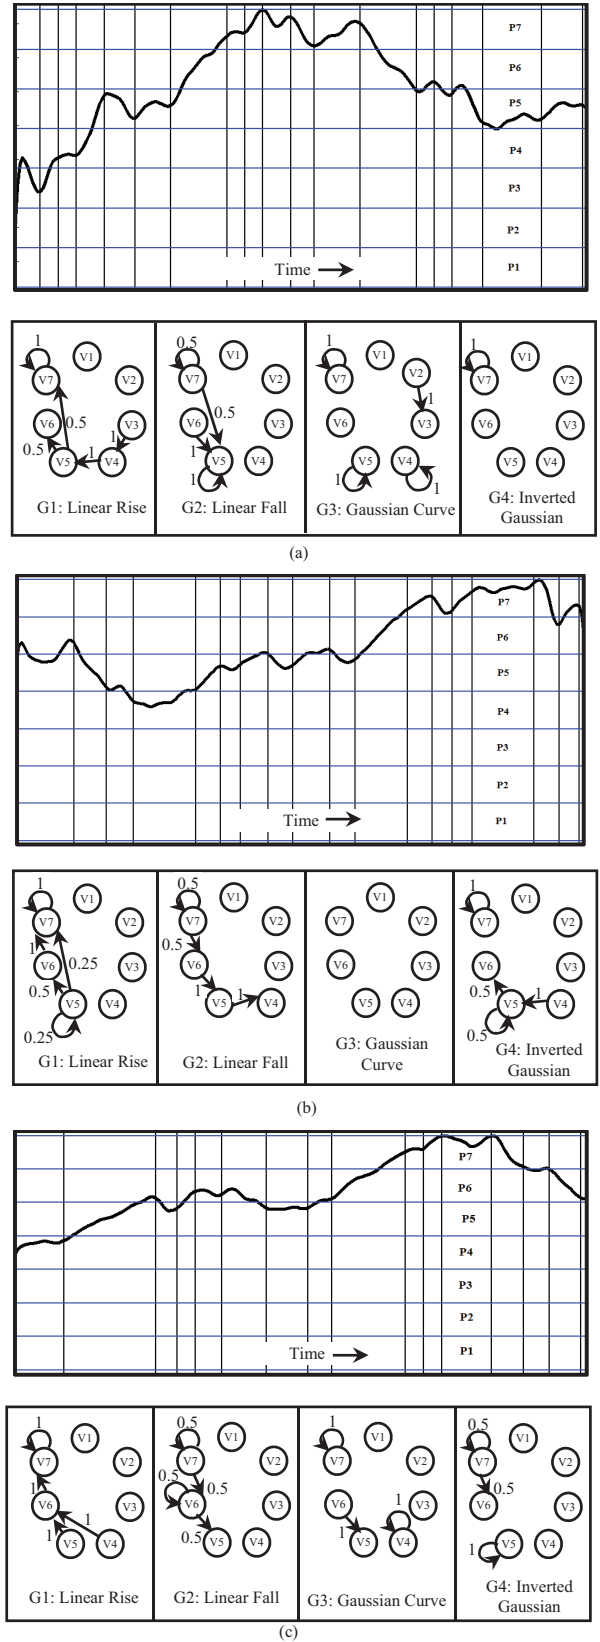 P7
P6
P5
P4
P3
P2
P1
Time
1
V7
V1
V2
V6
0.5
V3
0.5
1
1
V5
V4
G1: Linear Rise
0.5
V7
V1
V2
V6
0.5
V3
1
V5
V4
1
G2: Linear Fall
1
V7
V1
V2
V6
1
V3
V5
V4
1
1
G3: Gaussian Curve
1
V7
V1
V2
V6
V3
V5
V4
G4: Inverted
Gaussian
(a)
P7
P6
P5
P4
P3
P2
P1
Time
1
V7
V1
V2
1
V6
0.25
V3
0.5
V5
V4
0.25
G1: Linear Rise
0.5
V7
V1
V2
0.5
V6
V3
1
V5
1
V4
G2: Linear Fall
V7
V1
V2
V6
V3
V5
V4
G3: Gaussian
Curve
1
V7
V1
V2
V6
V3
0.5
V5
1
V4
0.5
G4: Inverted
Gaussian
(b)
P7
P6
P5
P4
P3
P2
P1
Time
1
V7
V1
V2
1
V6
V3
1
1
V5
V4
G1: Linear Rise
0.5
V7
V1
V2
0.5
0.5
V6
V3
0.5
V5
V4
G2: Linear Fall
1
V7
V1
V2
V6
1
V3
1
V5
V4
G3: Gaussian Curve
0.5
V7
V1
V2
0.5
V6
V3
1
V5
V4
G4: Inverted
Gaussian
(c)